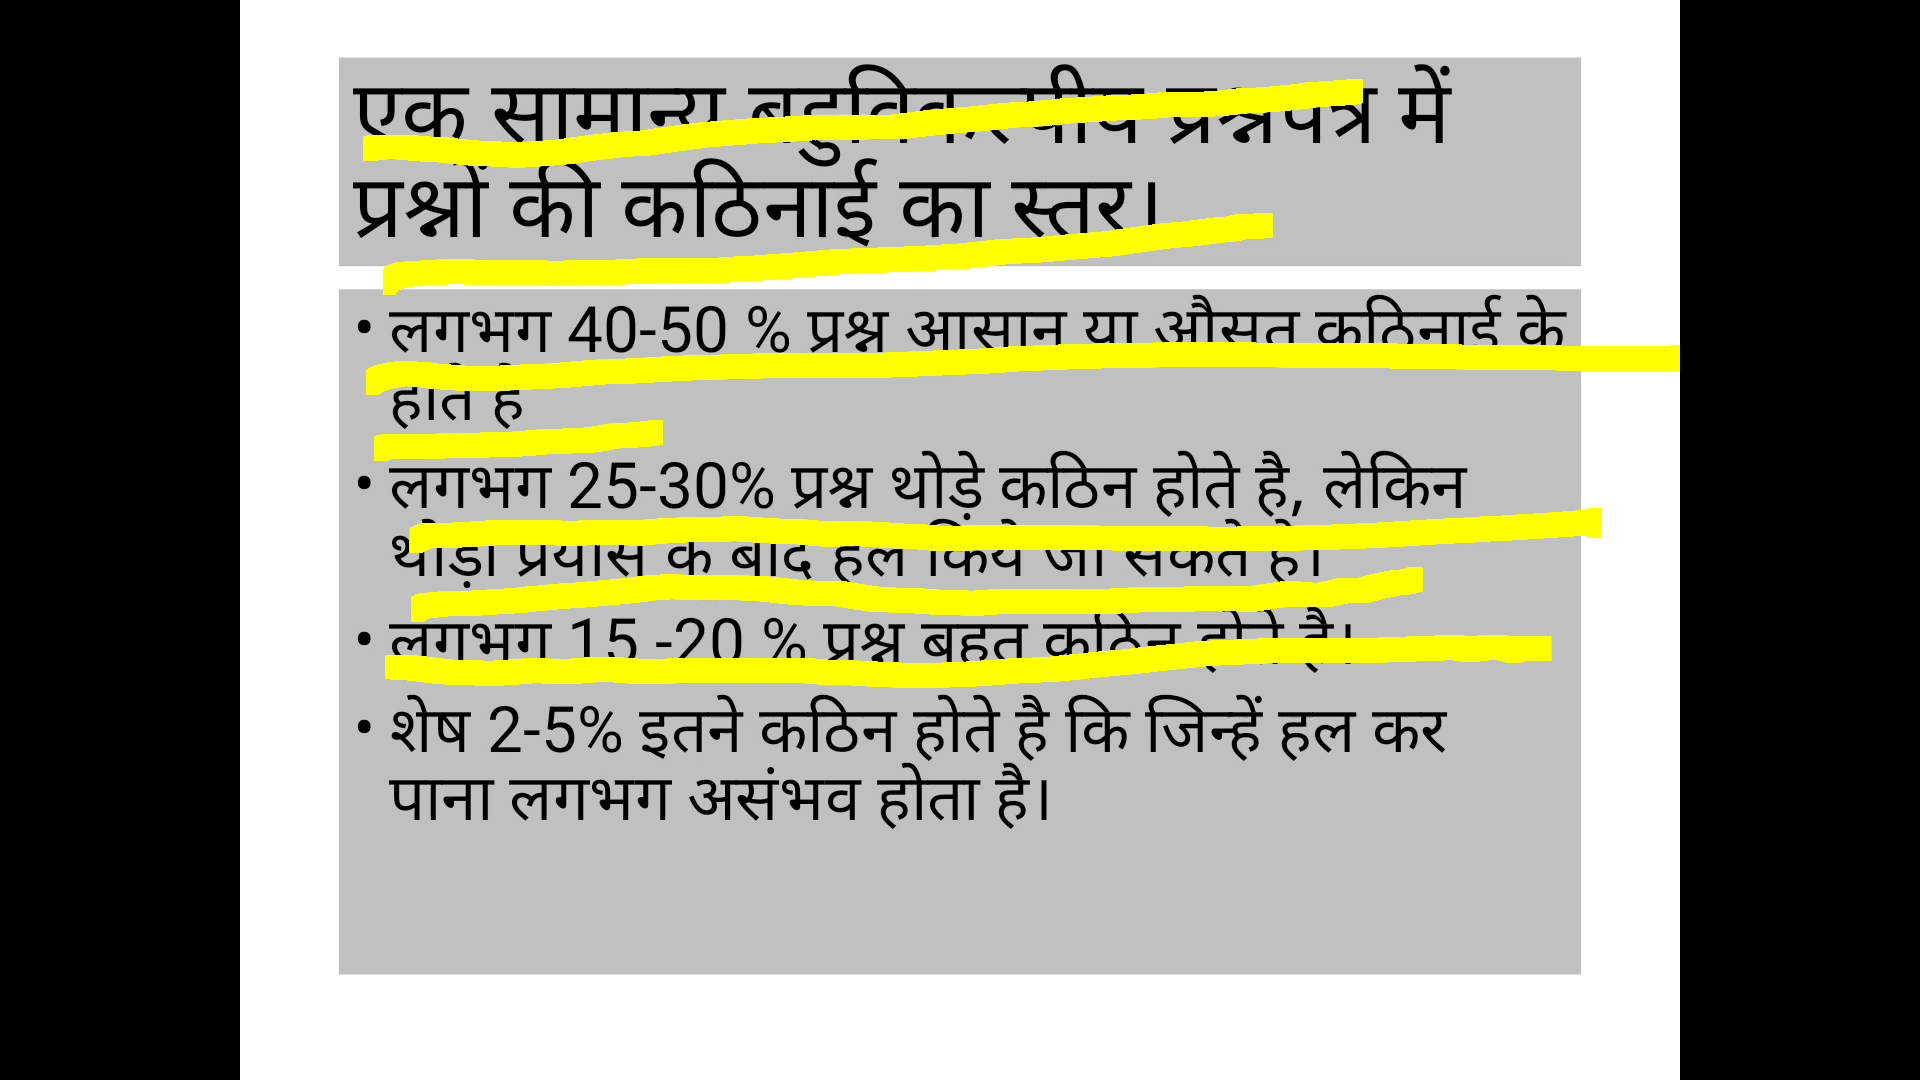 एक सामान्य बहुविकल्पीय प्रश्नपत्र में
प्रश्नों की कठिनाई का स्तर।
• लगभग 40-50 % प्रश्न आसान या औसत कठिनाई के
होते है
• लगभग 25-30% प्रश्न थोड़े कठिन होते है, लेकिन
थोड़ा प्रयास के बाद हल किये जा सकते है।
• लगभग 15 -20 % प्रश्न बहुत कठिन होते है।
• शेष 2-5% इतने कठिन होते है कि जिन्हें हल कर
पाना लगभग असंभव होता है।